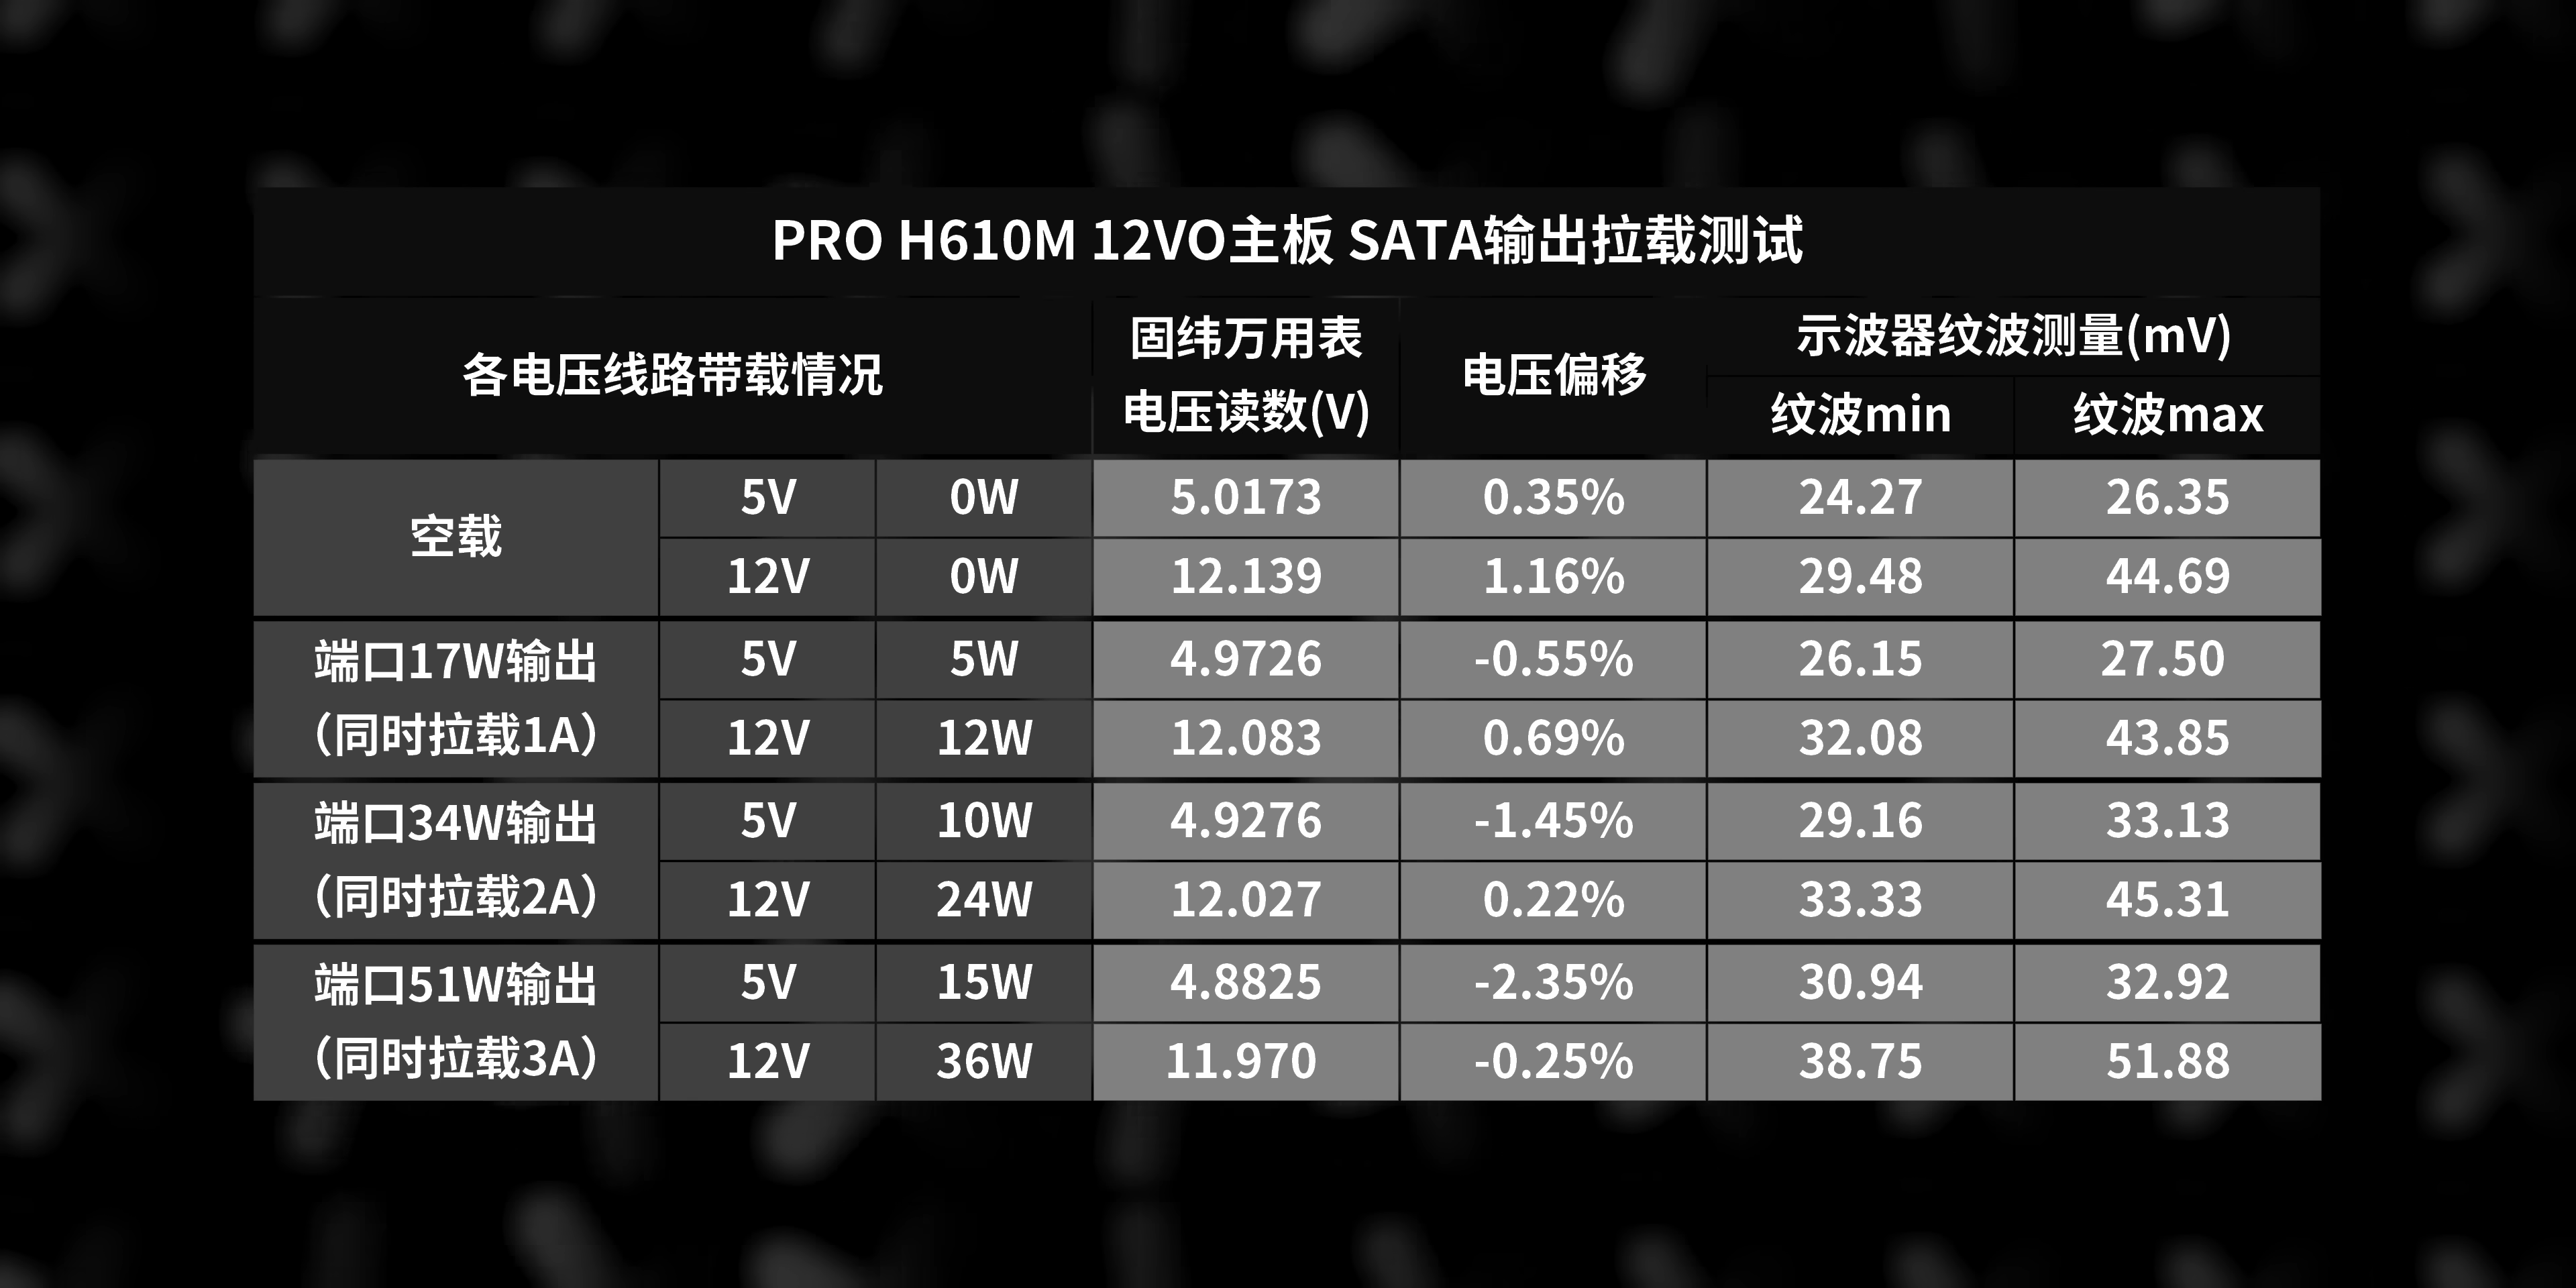 PRO H610M 12VO主板 SATA输出拉载测试
各电压线路带载情况
固纬万用表
电压读数(V)
电压偏移
示波器纹波测量(mV)
纹波min
纹波max
空载
5V 0W 5.0173 0.35% 24.27 26.35
12V 0W 12.139 1.16% 29.48 44.69
端口17W输出
（同时拉载1A）
5V 5W 4.9726 -0.55% 26.15 27.50
12V 12W 12.083 0.69% 32.08 43.85
端口34W输出
（同时拉载2A）
5V 10W 4.9276 -1.45% 29.16 33.13
12V 24W 12.027 0.22% 33.33 45.31
端口51W输出
（同时拉载3A）
5V 15W 4.8825 -2.35% 30.94 32.92
12V 36W 11.970 -0.25% 38.75 51.88